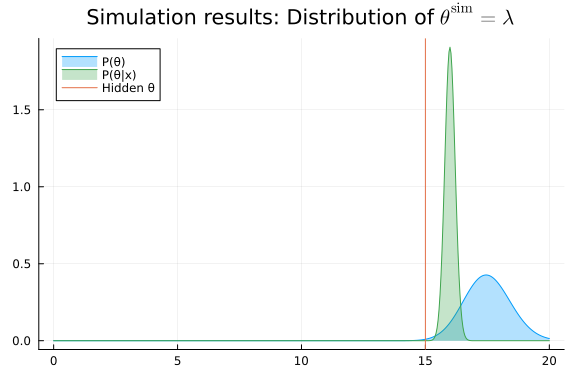 Simulation results: Distribution of θ^sim = λ
P(θ)
P(θ|x)
Hidden θ
1.5
1.0
0.5
0.0
0 5 10 15 20